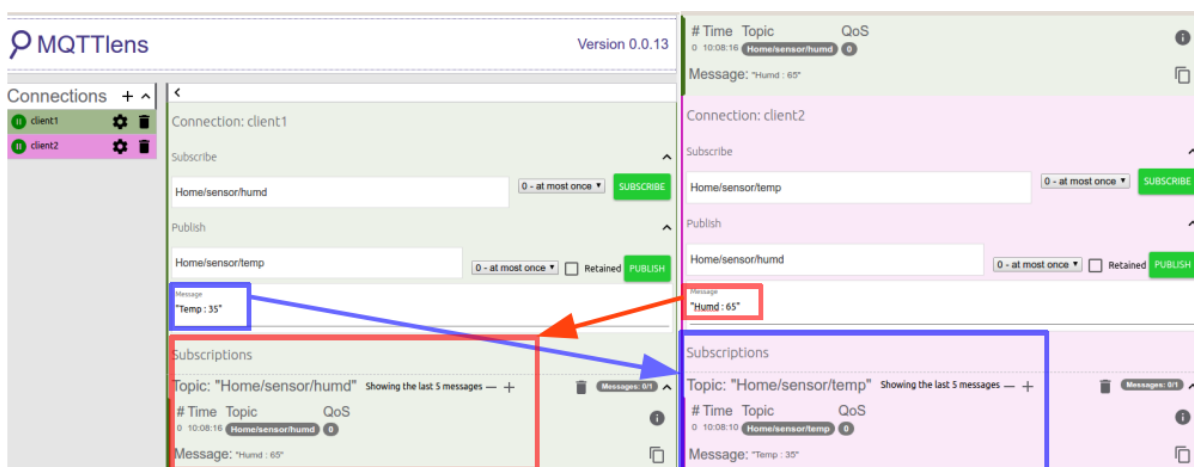 MQTTlens
Version 0.0.13
Connections + 
client1
client2
Connection: client1
Subscribe
Home/sensor/humd
0 - at most once
SUBSCRIBE
Publish
Home/sensor/temp
0 - at most once
Retained
PUBLISH
Message
"Temp : 35"
Subscriptions
Topic: "Home/sensor/humd" Showing the last 5 messages — + Messages: 0/1
# Time Topic QoS
0 10:08:16 Home/sensor/humd 0
Message: "Humd : 65"
# Time Topic QoS
0 10:08:16 Home/sensor/humd 0
Message: "Humd : 65"
Connection: client2
Subscribe
Home/sensor/temp
0 - at most once
SUBSCRIBE
Publish
Home/sensor/humd
0 - at most once
Retained
PUBLISH
Message
"Humd : 65"
Subscriptions
Topic: "Home/sensor/temp" Showing the last 5 messages — + Messages: 0/1
# Time Topic QoS
0 10:08:10 Home/sensor/temp 0
Message: "Temp : 35"